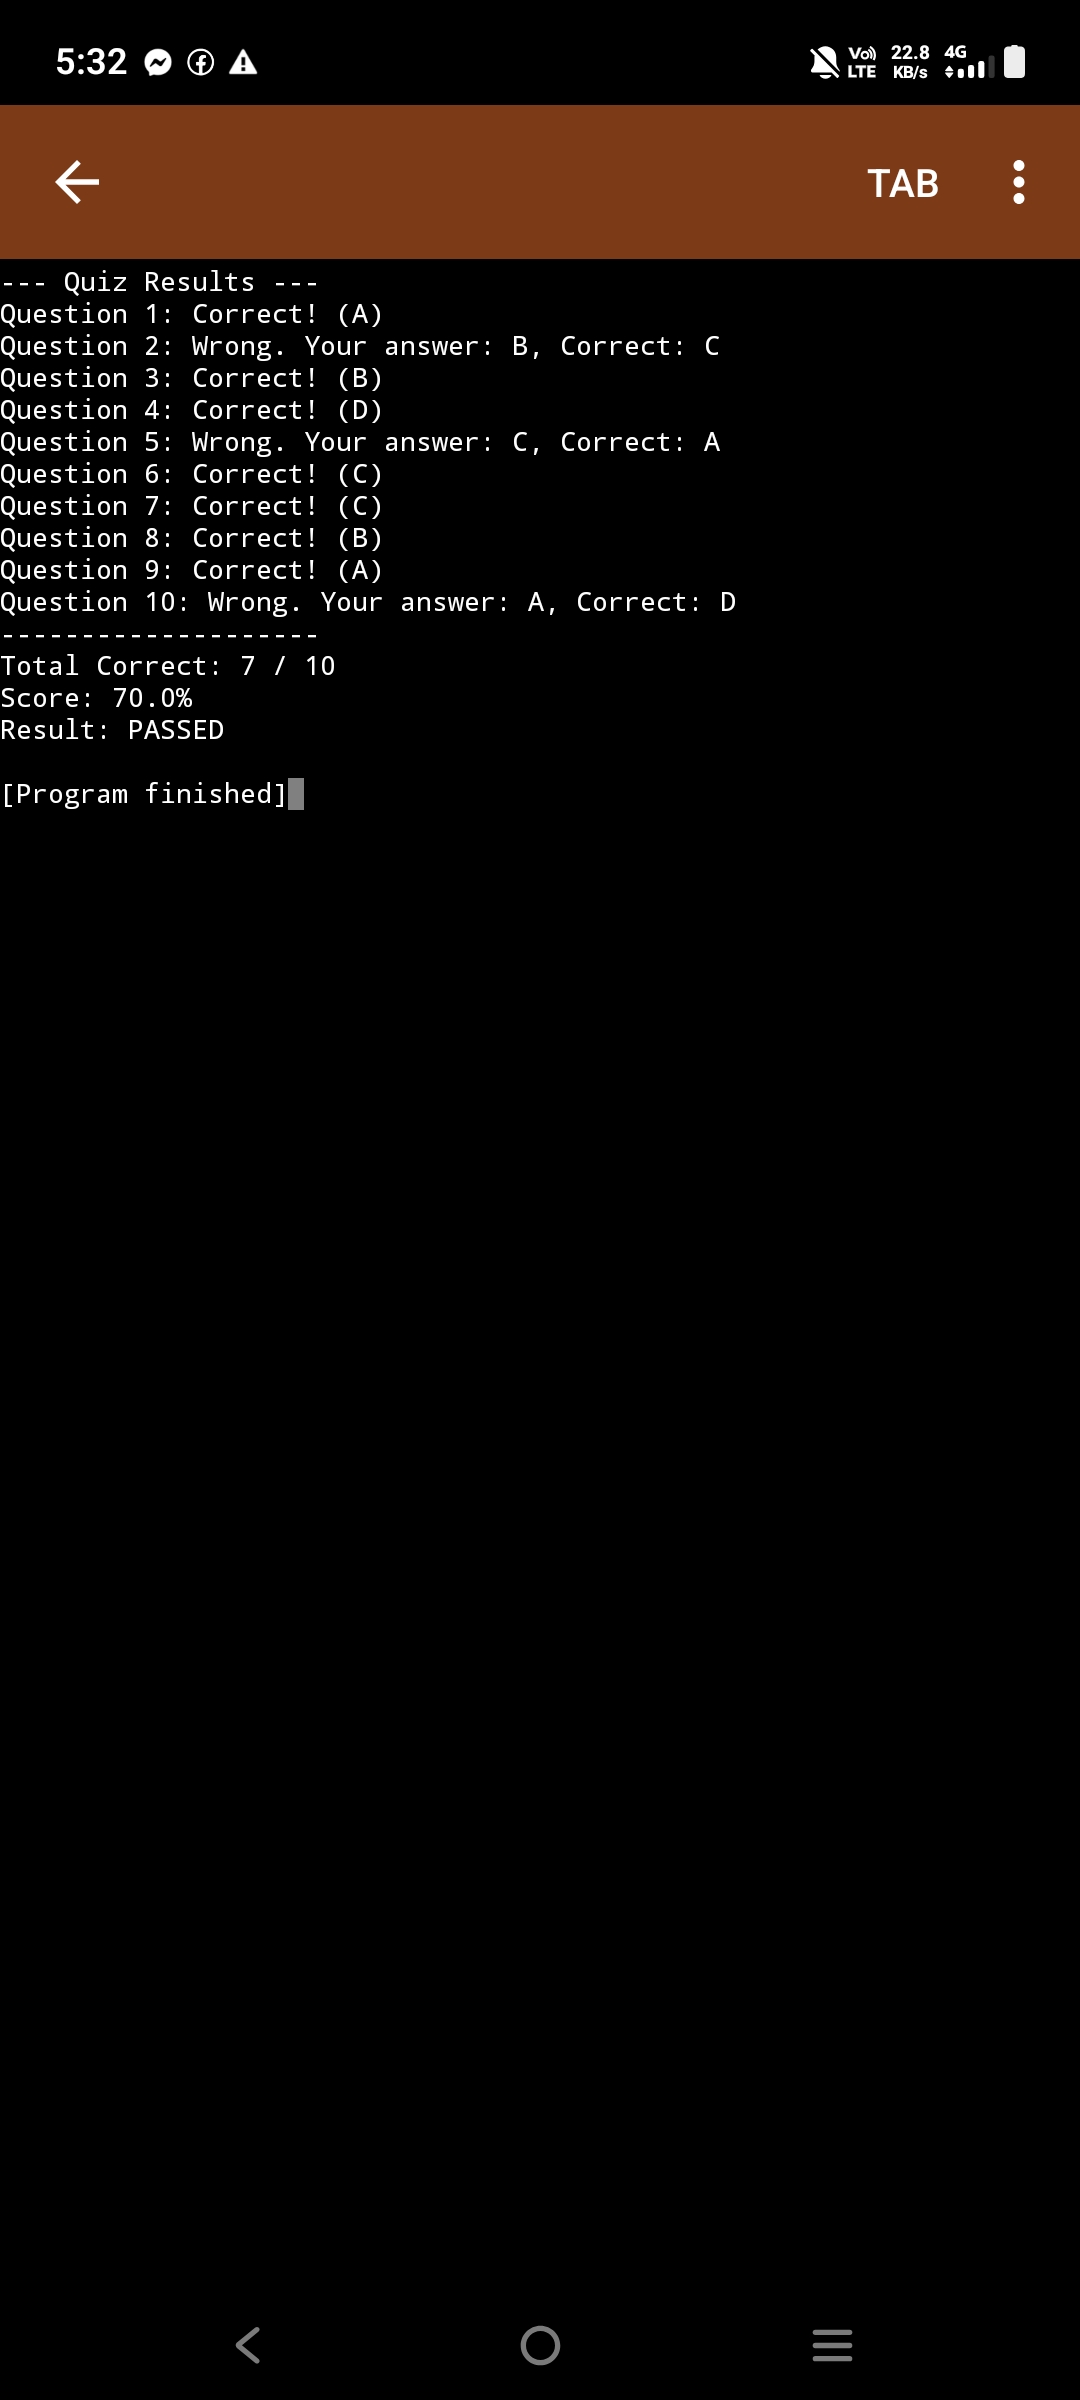 5:32 Vo) LTE 22.8 KB/s 4G
TAB
--- Quiz Results ---
Question 1: Correct! (A)
Question 2: Wrong. Your answer: B, Correct: C
Question 3: Correct! (B)
Question 4: Correct! (D)
Question 5: Wrong. Your answer: C, Correct: A
Question 6: Correct! (C)
Question 7: Correct! (C)
Question 8: Correct! (B)
Question 9: Correct! (A)
Question 10: Wrong. Your answer: A, Correct: D
--------------------
Total Correct: 7 / 10
Score: 70.0%
Result: PASSED
[Program finished]